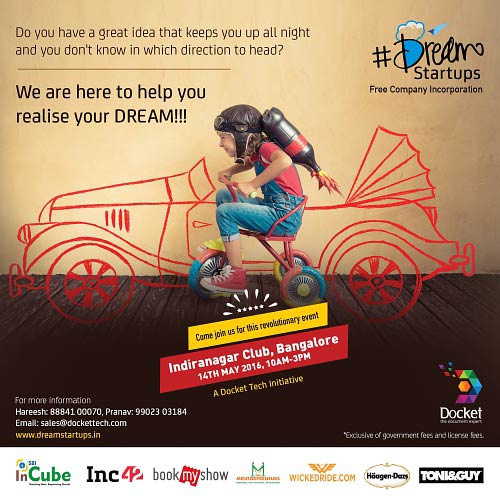 Do you have a great idea that keeps you up all night
and you don't know in which direction to head?
#Dream
Startups
Free Company Incorporation
We are here to help you
realise your DREAM!!!
Come join us for this revolutionary event
Indiranagar Club, Bangalore
14TH MAY 2016, 10AM-3PM
A Docket Tech Initiative
For more information
Hareesh: 88841 00070, Pranav: 99023 03184
Email: sales@dockettech.com
www.dreamstartups.in
Docket
the document expert
*Exclusive of government fees and license fees.
SBI
InCube
Inc42
bookmyshow
MENTORPRENEURS
WICKEDRIDE.COM
Häagen-Dazs
TONI&GUY